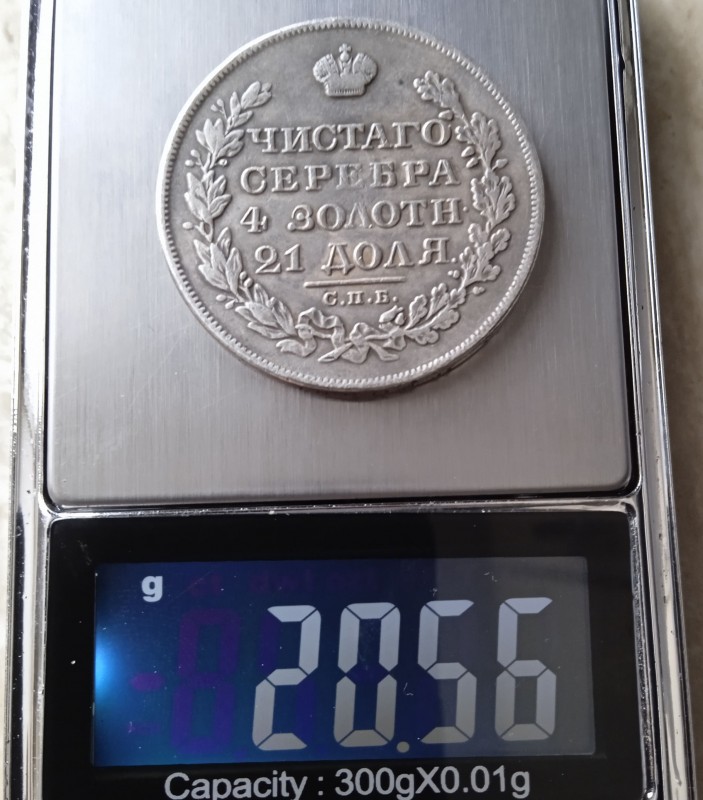 ЧИСТАГО
СЕРЕБРА
4 ЗОЛОТН
21 ДОЛЯ.
С.П.Б.
g
20.56
Capacity : 300gX0.01g